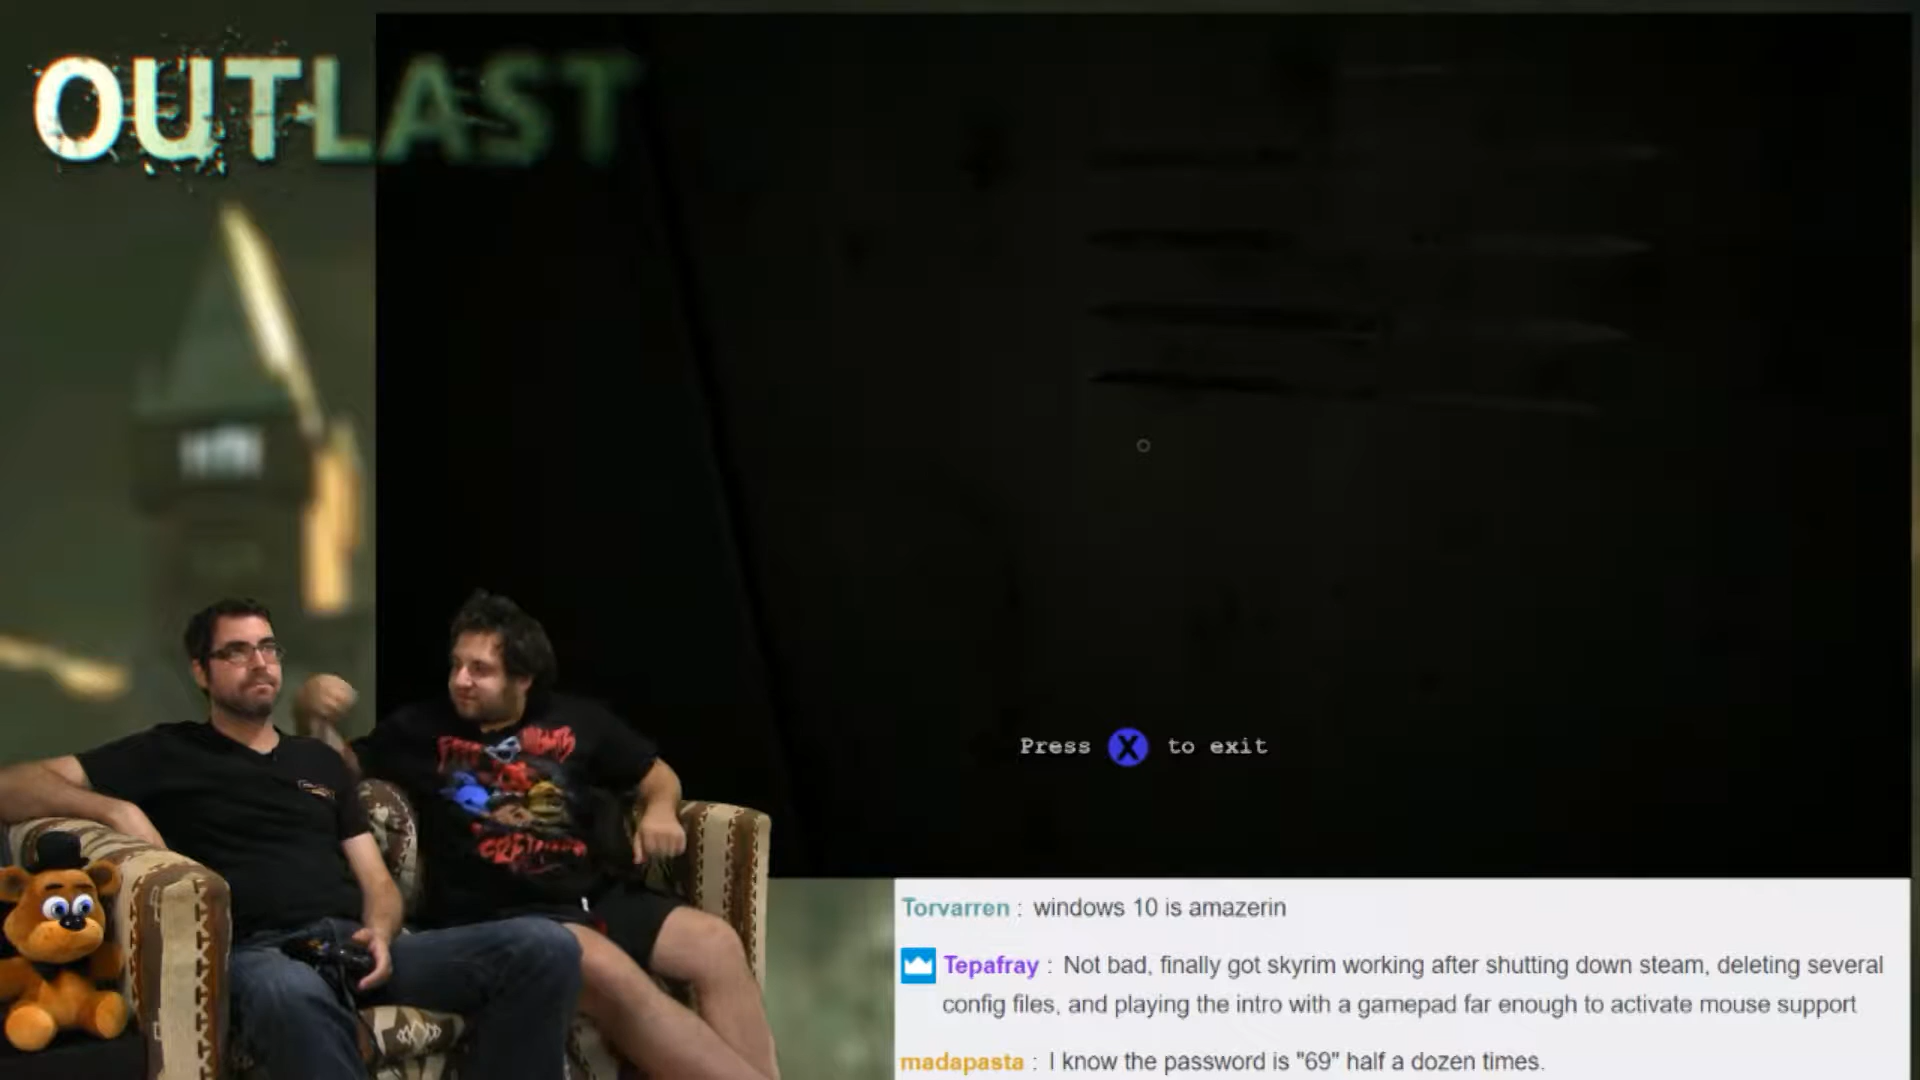 OUTLAST
Press X to exit
Torvarren : windows 10 is amazerin
Tepafray : Not bad, finally got skyrim working after shutting down steam, deleting several
config files, and playing the intro with a gamepad far enough to activate mouse support
madapasta : I know the password is "69" half a dozen times.